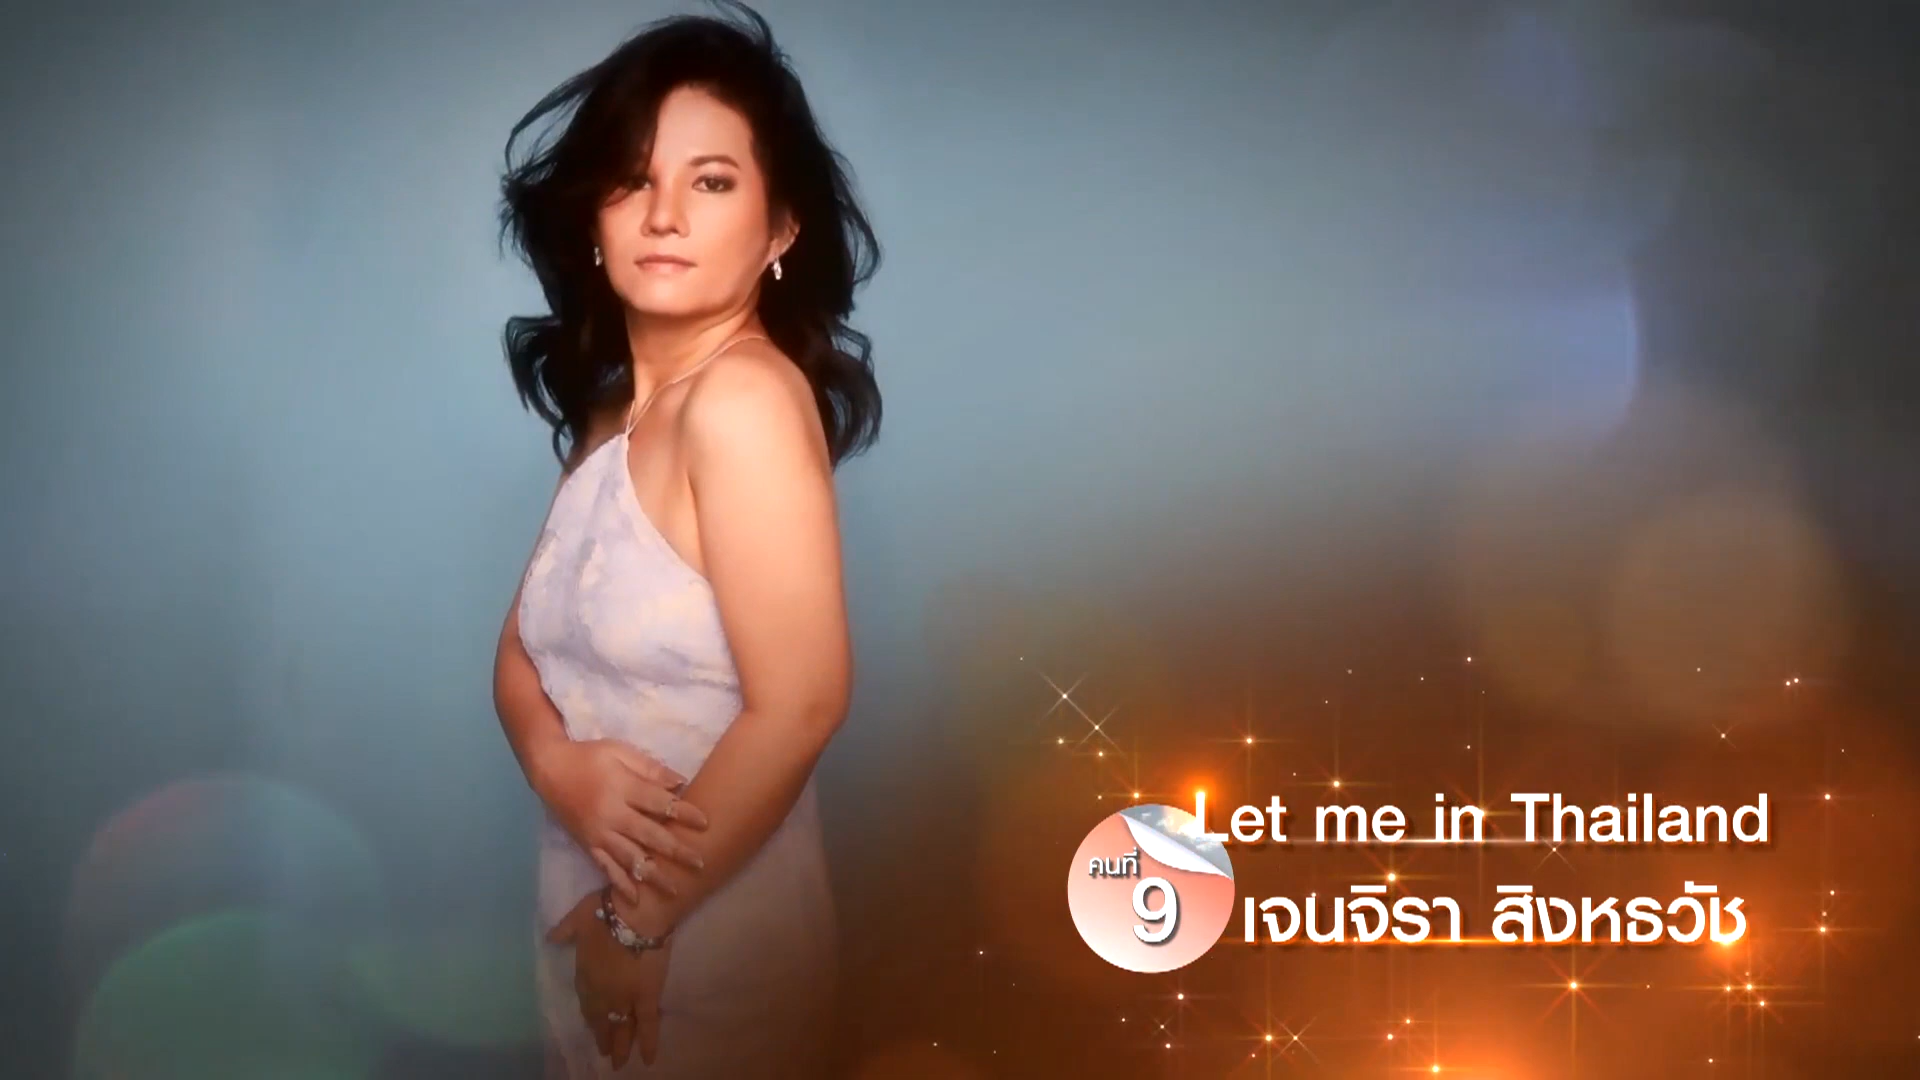 Let me in Thailand
คนที่
9
เจนจิรา สิงหธวัช